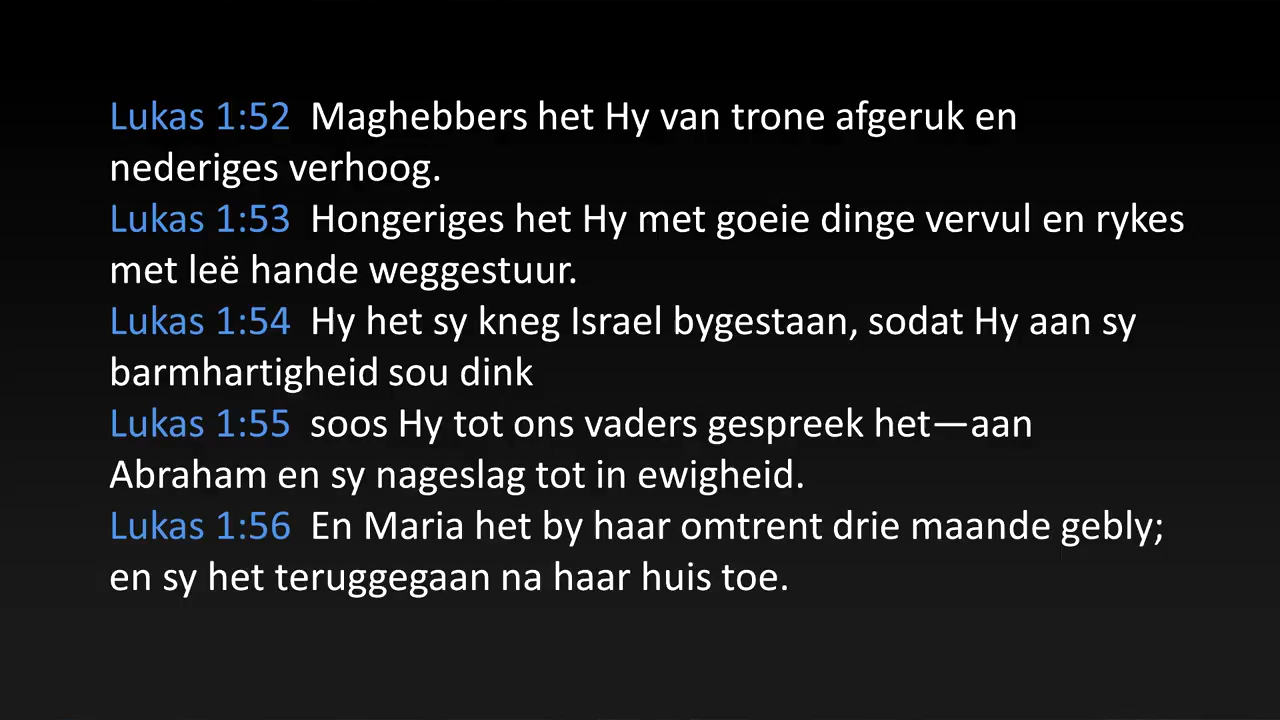 Lukas 1:52  Maghebbers het Hy van trone afgeruk en
nederiges verhoog.
Lukas 1:53  Hongeriges het Hy met goeie dinge vervul en rykes
met leë hande weggestuur.
Lukas 1:54  Hy het sy kneg Israel bygestaan, sodat Hy aan sy
barmhartigheid sou dink
Lukas 1:55  soos Hy tot ons vaders gespreek het—aan
Abraham en sy nageslag tot in ewigheid.
Lukas 1:56  En Maria het by haar omtrent drie maande gebly;
en sy het teruggegaan na haar huis toe.